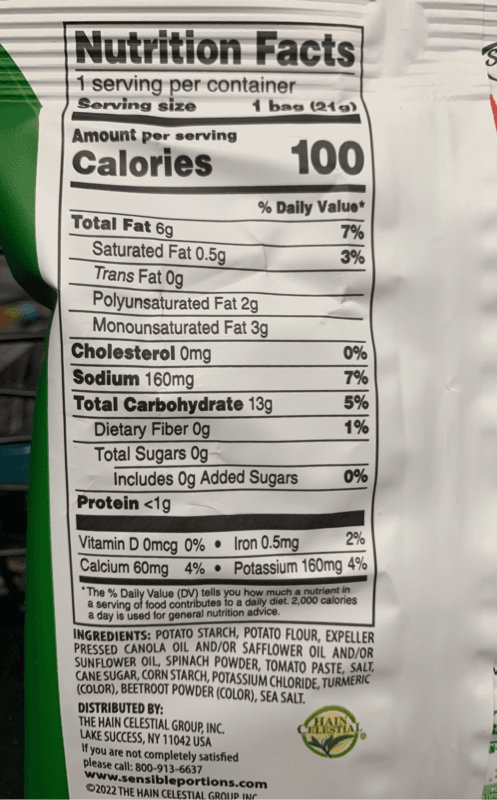 Nutrition Facts
1 serving per container
Serving size 1 bag (21g)
Amount per serving
Calories 100
% Daily Value*
Total Fat 6g 7%
Saturated Fat 0.5g 3%
Trans Fat 0g
Polyunsaturated Fat 2g
Monounsaturated Fat 3g
Cholesterol 0mg 0%
Sodium 160mg 7%
Total Carbohydrate 13g 5%
Dietary Fiber 0g 1%
Total Sugars 0g
Includes 0g Added Sugars 0%
Protein <1g
Vitamin D 0mcg 0% • Iron 0.5mg 2%
Calcium 60mg 4% • Potassium 160mg 4%
*The % Daily Value (DV) tells you how much a nutrient in
a serving of food contributes to a daily diet. 2,000 calories
a day is used for general nutrition advice.
INGREDIENTS: POTATO STARCH, POTATO FLOUR, EXPELLER
PRESSED CANOLA OIL AND/OR SAFFLOWER OIL AND/OR
SUNFLOWER OIL, SPINACH POWDER, TOMATO PASTE, SALT,
CANE SUGAR, CORN STARCH, POTASSIUM CHLORIDE, TURMERIC
(COLOR), BEETROOT POWDER (COLOR), SEA SALT.
DISTRIBUTED BY:
THE HAIN CELESTIAL GROUP, INC.
LAKE SUCCESS, NY 11042 USA
If you are not completely satisfied
please call: 800-913-6637
www.sensibleportions.com
©2022 THE HAIN CELESTIAL GROUP, INC
HAIN
CELESTIAL